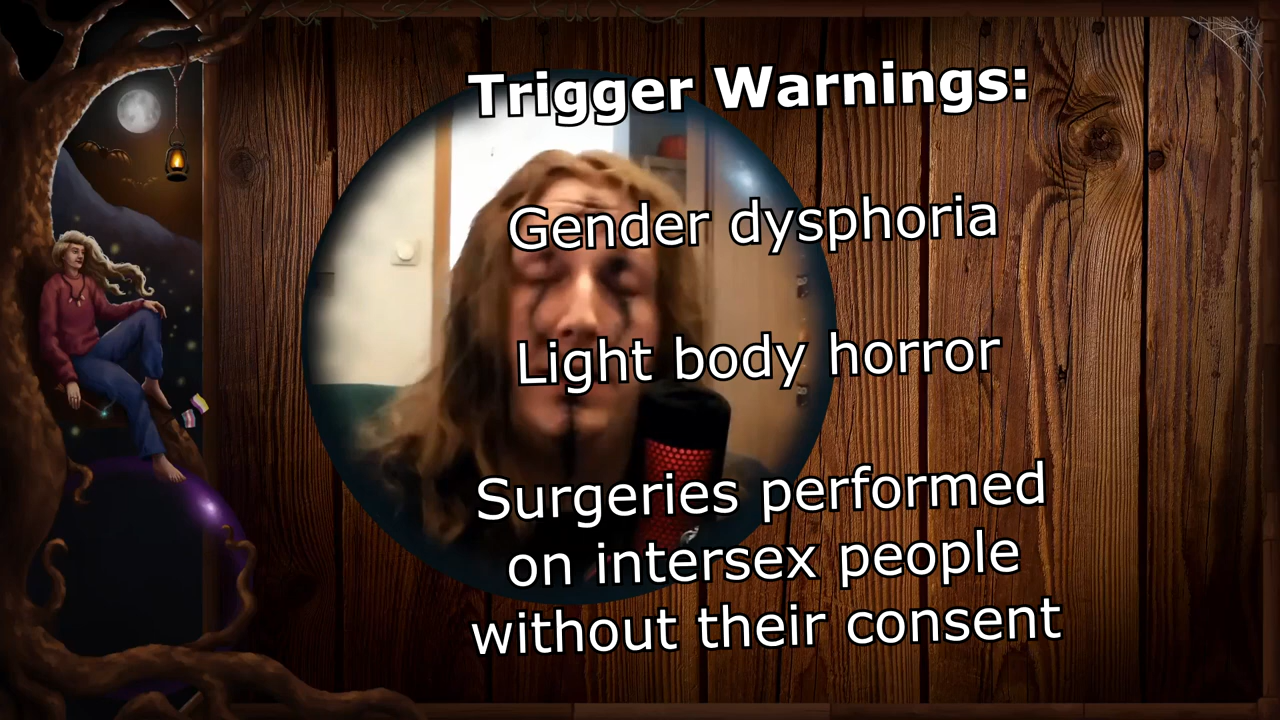 Trigger Warnings:
Gender dysphoria
Light body horror
Surgeries performed
on intersex people
without their consent